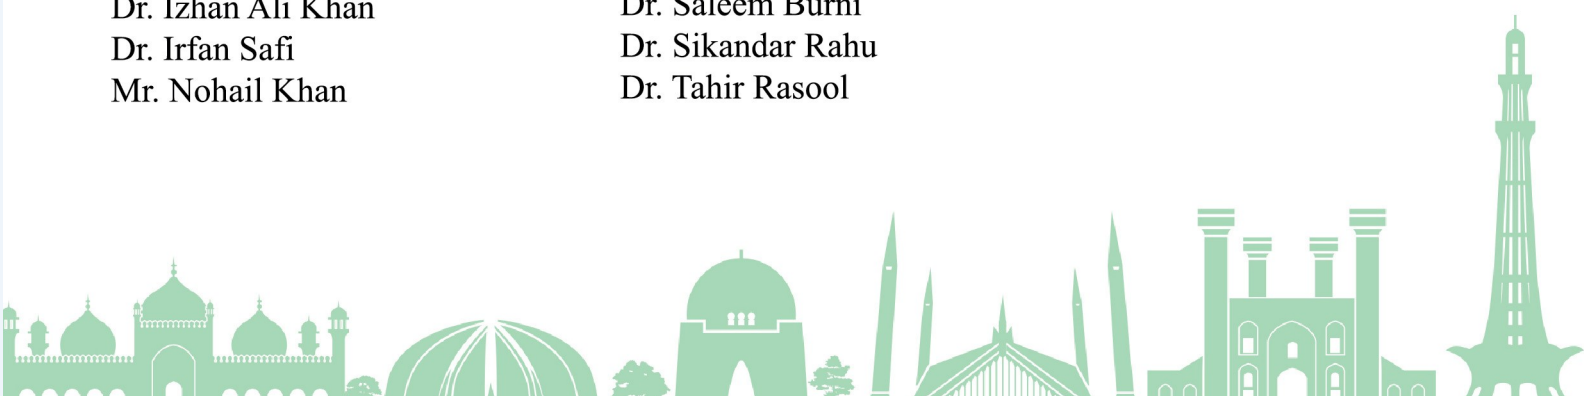 Dr. Izhan Ali Khan
Dr. Irfan Safi
Mr. Nohail Khan
Dr. Saleem Burni
Dr. Sikandar Rahu
Dr. Tahir Rasool